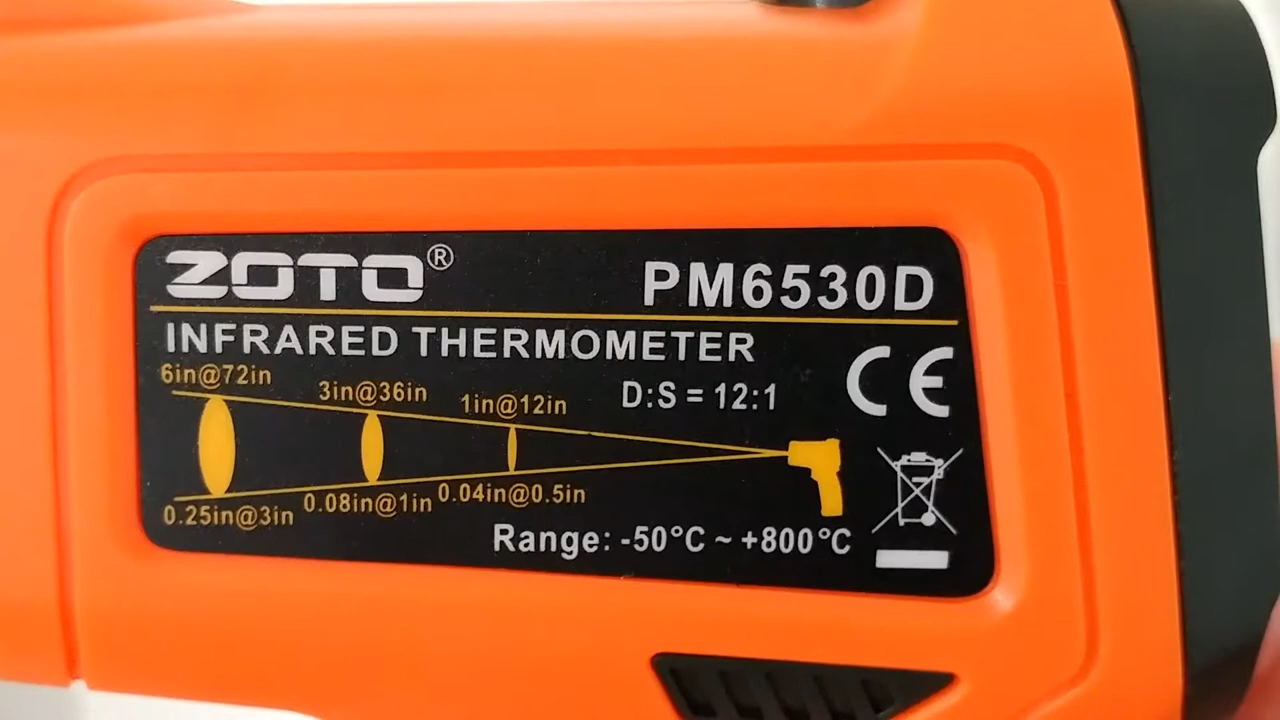 ZOTO®
PM6530D
INFRARED THERMOMETER
6in@72in
3in@36in
1in@12in
D:S = 12:1
CE
0.25in@3in
0.08in@1in
0.04in@0.5in
Range: -50°C ~ +800°C